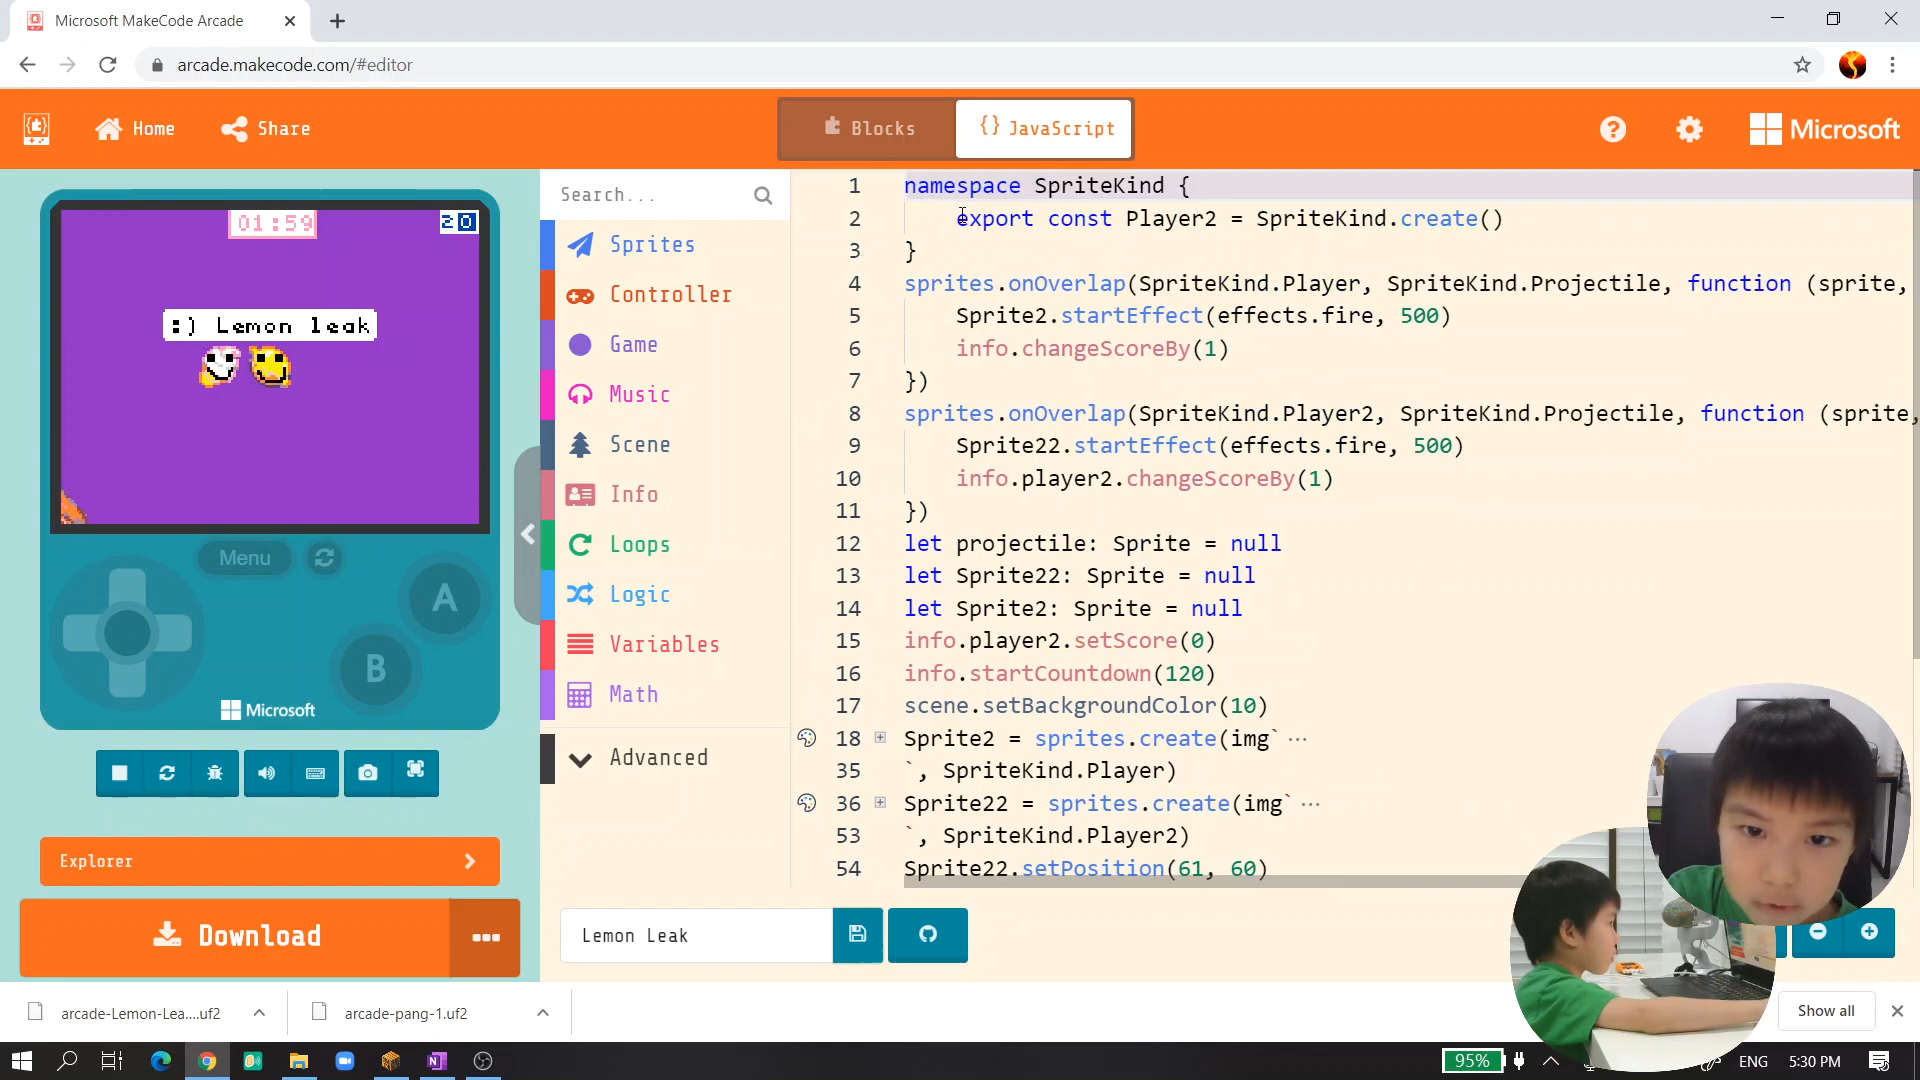 Microsoft MakeCode Arcade
arcade.makecode.com/#editor
Home
Share
Blocks
{} JavaScript
Microsoft
01:59
20
:) Lemon leak
Menu
A
B
Microsoft
Explorer
Download
Search...
Sprites
Controller
Game
Music
Scene
Info
Loops
Logic
Variables
Math
Advanced
1 namespace SpriteKind {
2 export const Player2 = SpriteKind.create()
3 }
4 sprites.onOverlap(SpriteKind.Player, SpriteKind.Projectile, function (sprite,
5 Sprite2.startEffect(effects.fire, 500)
6 info.changeScoreBy(1)
7 })
8 sprites.onOverlap(SpriteKind.Player2, SpriteKind.Projectile, function (sprite,
9 Sprite22.startEffect(effects.fire, 500)
10 info.player2.changeScoreBy(1)
11 })
12 let projectile: Sprite = null
13 let Sprite22: Sprite = null
14 let Sprite2: Sprite = null
15 info.player2.setScore(0)
16 info.startCountdown(120)
17 scene.setBackgroundColor(10)
18 Sprite2 = sprites.create(img` ...
35 `, SpriteKind.Player)
36 Sprite22 = sprites.create(img` ...
53 `, SpriteKind.Player2)
54 Sprite22.setPosition(61, 60)
Lemon Leak
arcade-Lemon-Lea....uf2
arcade-pang-1.uf2
Show all
95%
ENG
5:30 PM